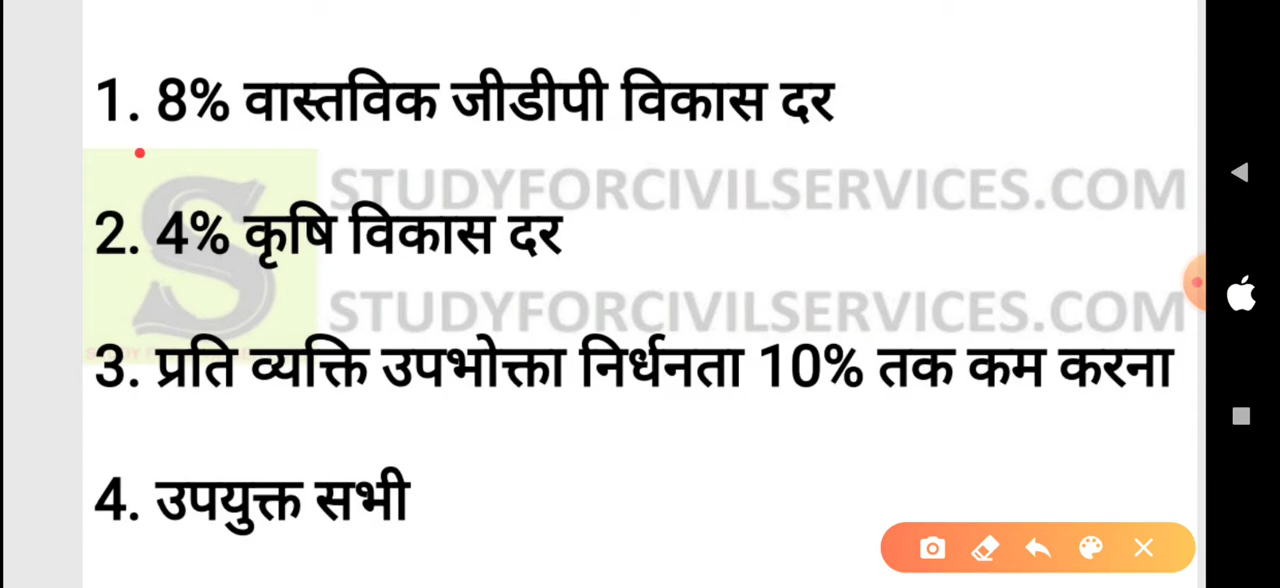 1. 8% वास्तविक जीडीपी विकास दर
STUDYFORCIVILSERVICES.COM
2. 4% कृषि विकास दर
STUDYFORCIVILSERVICES.COM
3. प्रति व्यक्ति उपभोक्ता निर्धनता 10% तक कम करना
4. उपयुक्त सभी